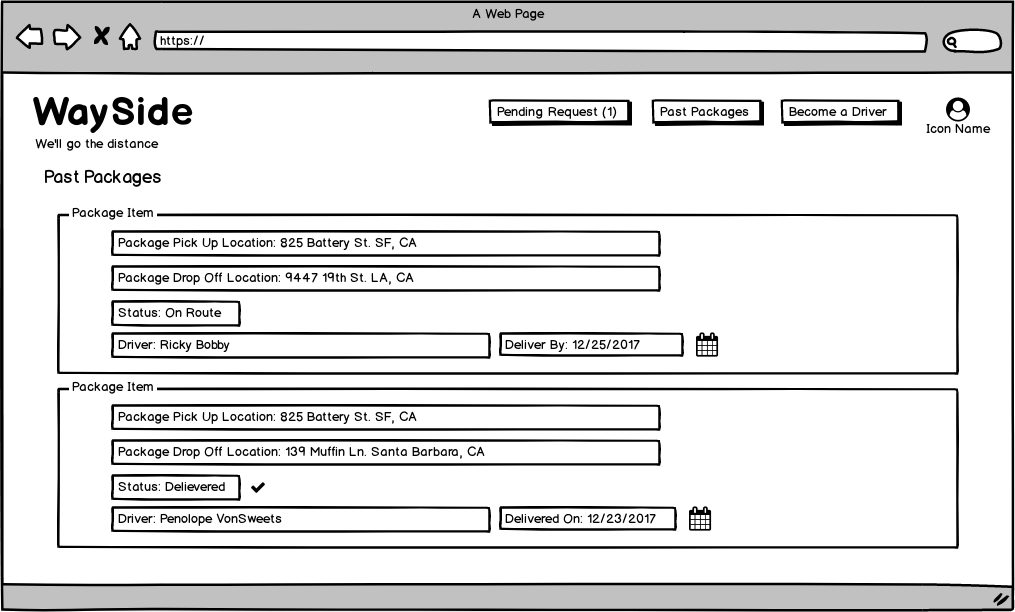 A Web Page
https://
WaySide
Pending Request (1)
Past Packages
Become a Driver
Icon Name
We'll go the distance
Past Packages
Package Item
Package Pick Up Location: 825 Battery St. SF, CA
Package Drop Off Location: 9447 19th St. LA, CA
Status: On Route
Driver: Ricky Bobby
Deliver By: 12/25/2017
Package Item
Package Pick Up Location: 825 Battery St. SF, CA
Package Drop Off Location: 139 Muffin Ln. Santa Barbara, CA
Status: Delievered
Driver: Penolope VonSweets
Delivered On: 12/23/2017